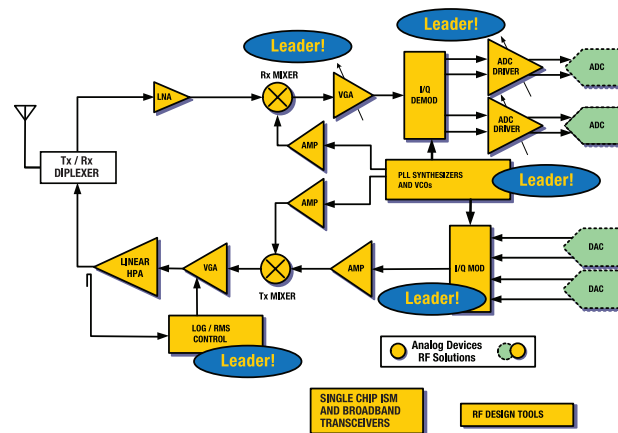 Leader!
Leader!
Rx MIXER
LNA
VGA
I/Q
DEMOD
ADC
DRIVER
ADC
ADC
DRIVER
ADC
AMP
Tx / Rx
DIPLEXER
PLL SYNTHESIZERS
AND VCOs
Leader!
AMP
LINEAR
HPA
VGA
Tx MIXER
AMP
I/Q MOD
DAC
DAC
Leader!
LOG / RMS
CONTROL
Leader!
Analog Devices
RF Solutions
SINGLE CHIP ISM
AND BROADBAND
TRANSCEIVERS
RF DESIGN TOOLS